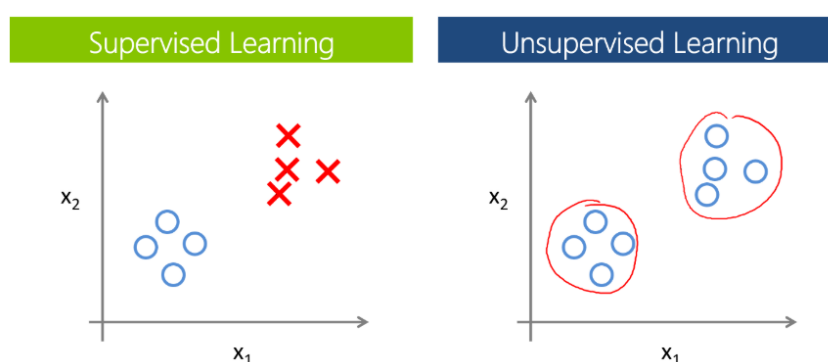 Supervised Learning
Unsupervised Learning
x2
x1
x2
x1